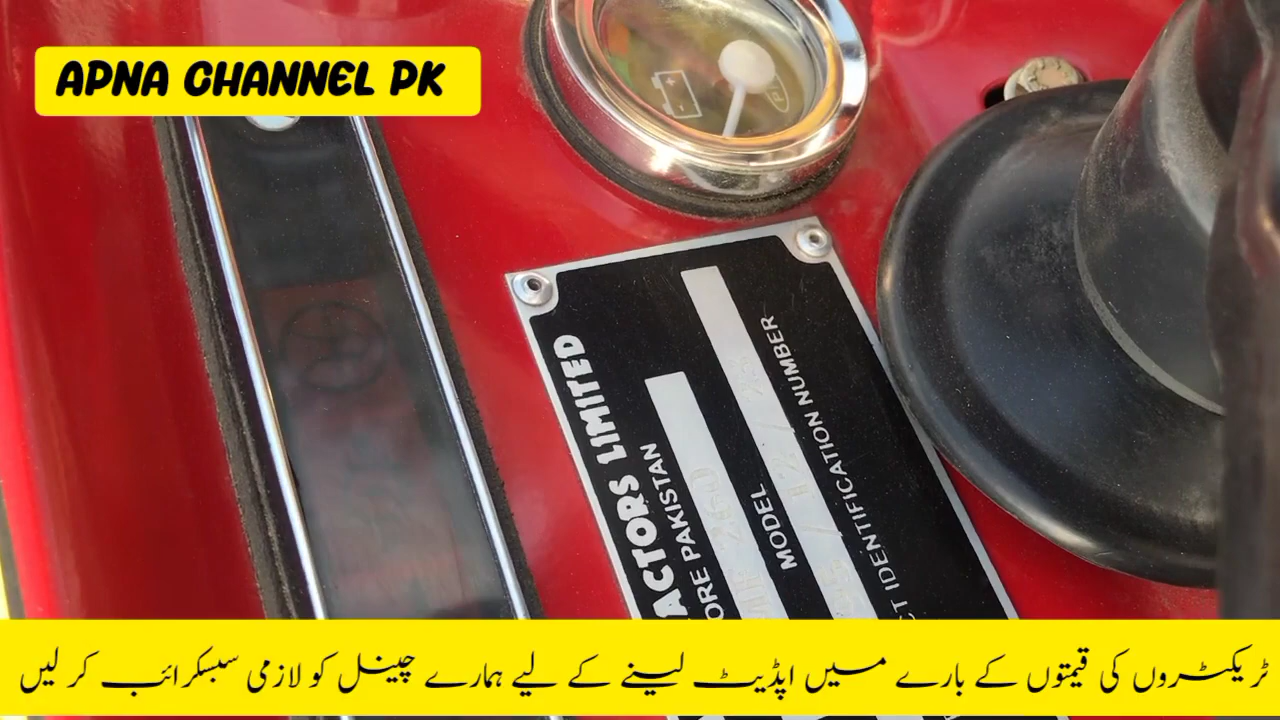 APNA CHANNEL PK
ACTORS LIMITED
ORE PAKISTAN
MODEL
CT IDENTIFICATION NUMBER
ٹریکٹروں کی قیمتوں کے بارے میں اپڈیٹ لینے کے لیے ہمارے چینل کو لازمی سبسکرائب کر لیں